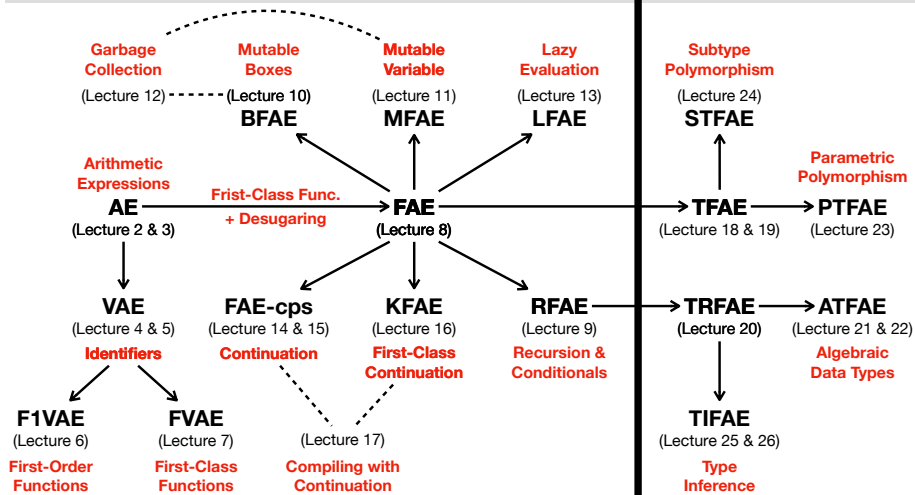 Garbage
Collection
(Lecture 12)
Mutable
Boxes
(Lecture 10)
BFAE
Mutable
Variable
(Lecture 11)
MFAE
Lazy
Evaluation
(Lecture 13)
LFAE
Subtype
Polymorphism
(Lecture 24)
STFAE
Arithmetic
Expressions
AE
(Lecture 2 & 3)
Frist-Class Func.
+ Desugaring
FAE
(Lecture 8)
TFAE
(Lecture 18 & 19)
Parametric
Polymorphism
PTFAE
(Lecture 23)
VAE
(Lecture 4 & 5)
Identifiers
FAE-cps
(Lecture 14 & 15)
Continuation
KFAE
(Lecture 16)
First-Class
Continuation
RFAE
(Lecture 9)
Recursion &
Conditionals
TRFAE
(Lecture 20)
ATFAE
(Lecture 21 & 22)
Algebraic
Data Types
F1VAE
(Lecture 6)
First-Order
Functions
FVAE
(Lecture 7)
First-Class
Functions
(Lecture 17)
Compiling with
Continuation
TIFAE
(Lecture 25 & 26)
Type
Inference